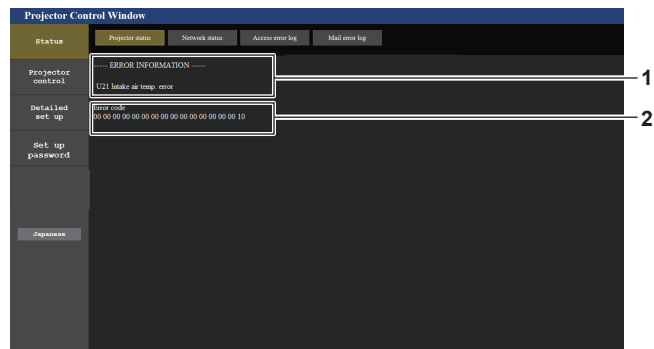 Projector Control Window
Status
Projector status
Network status
Access error log
Mail error log
Projector
control
Detailed
set up
Set up
password
Japanese
----- ERROR INFORMATION -----
U21 Intake air temp. error
1
Error code
00 00 00 00 00 00 00 00 00 00 00 00 00 00 00 10
2